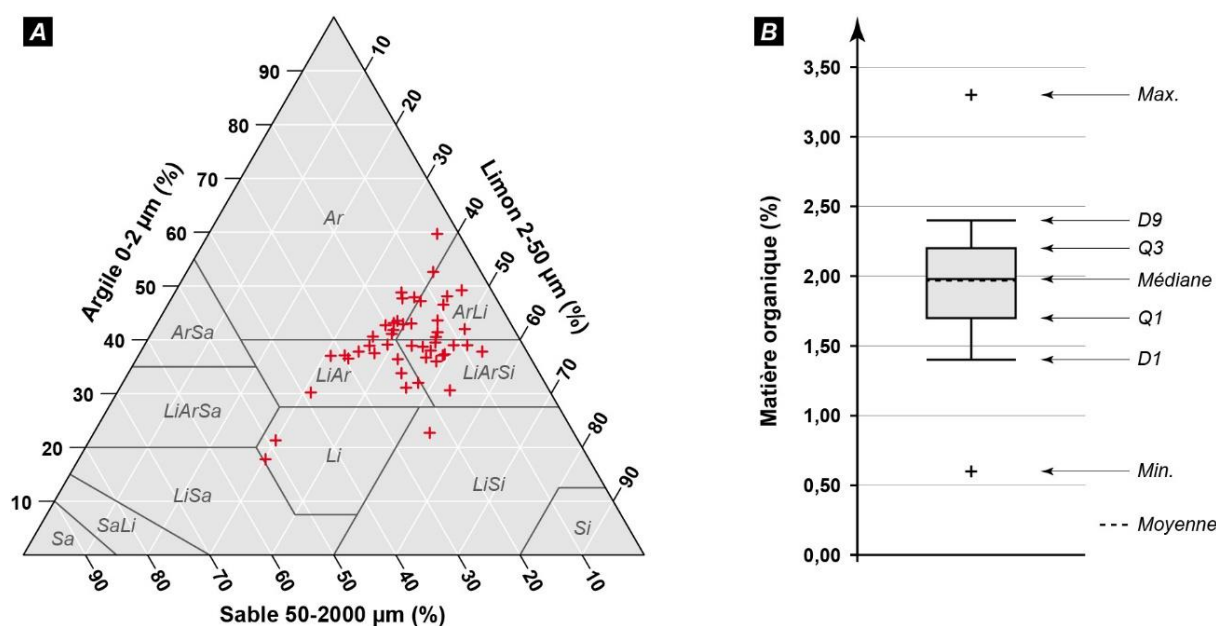 A
90
80
70
60
50
40
30
20
10
Argile 0-2 µm (%)
10
20
30
40
50
60
70
80
90
Limon 2-50 µm (%)
90
80
70
60
50
40
30
20
10
Sable 50-2000 µm (%)
Ar
ArSa
ArLi
LiAr
LiArSi
LiArSa
Li
LiSa
LiSi
SaLi
Sa
Si
B
Matière organique (%)
3,50
3,00
2,50
2,00
1,50
1,00
0,50
0,00
Max.
D9
Q3
Médiane
Q1
D1
Min.
Moyenne